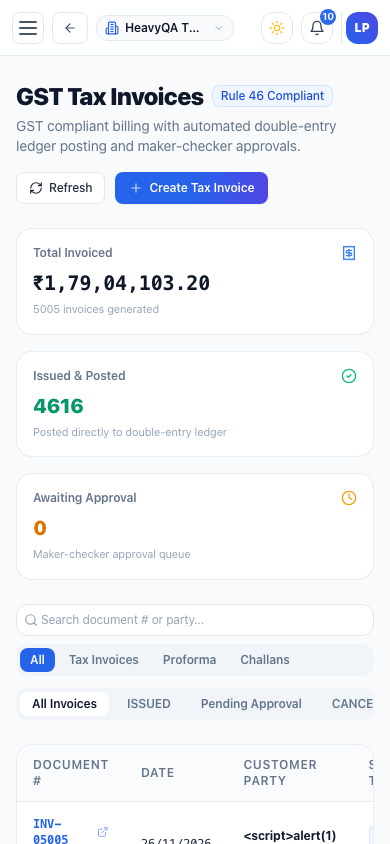 HeavyQA T...
10
LP
GST Tax Invoices
Rule 46 Compliant
GST compliant billing with automated double-entry
ledger posting and maker-checker approvals.
Refresh
Create Tax Invoice
Total Invoiced
₹1,79,04,103.20
5005 invoices generated
Issued & Posted
4616
Posted directly to double-entry ledger
Awaiting Approval
0
Maker-checker approval queue
Search document # or party...
All Tax Invoices Proforma Challans
All Invoices ISSUED Pending Approval CANCE
DOCUMENT # DATE CUSTOMER PARTY
INV-05005 26/11/2026 <script>alert(1)